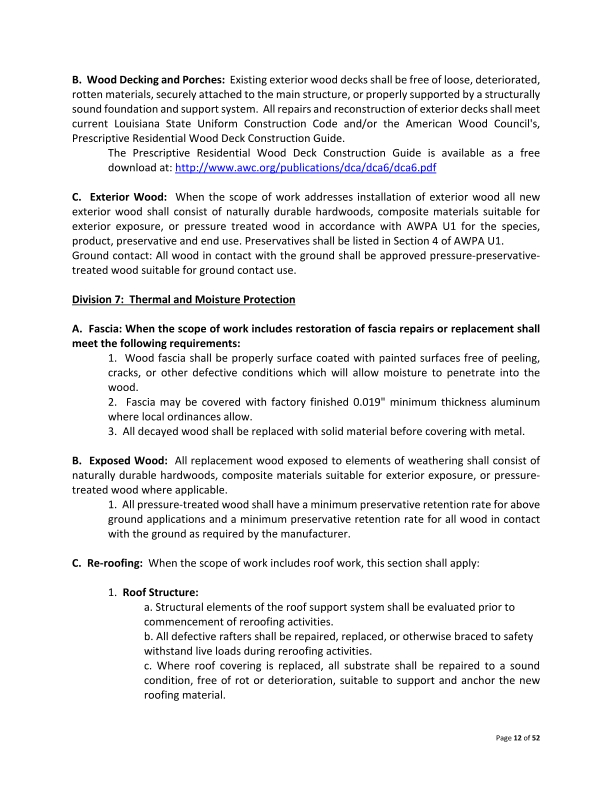 B. Wood Decking and Porches: Existing exterior wood decks shall be free of loose, deteriorated,
rotten materials, securely attached to the main structure, or properly supported by a structurally
sound foundation and support system. All repairs and reconstruction of exterior decks shall meet
current Louisiana State Uniform Construction Code and/or the American Wood Council's,
Prescriptive Residential Wood Deck Construction Guide.
The Prescriptive Residential Wood Deck Construction Guide is available as a free
download at: http://www.awc.org/publications/dca/dca6/dca6.pdf
C. Exterior Wood: When the scope of work addresses installation of exterior wood all new
exterior wood shall consist of naturally durable hardwoods, composite materials suitable for
exterior exposure, or pressure treated wood in accordance with AWPA U1 for the species,
product, preservative and end use. Preservatives shall be listed in Section 4 of AWPA U1.
Ground contact: All wood in contact with the ground shall be approved pressure-preservative-
treated wood suitable for ground contact use.
Division 7: Thermal and Moisture Protection
A. Fascia: When the scope of work includes restoration of fascia repairs or replacement shall
meet the following requirements:
1. Wood fascia shall be properly surface coated with painted surfaces free of peeling,
cracks, or other defective conditions which will allow moisture to penetrate into the
wood.
2. Fascia may be covered with factory finished 0.019" minimum thickness aluminum
where local ordinances allow.
3. All decayed wood shall be replaced with solid material before covering with metal.
B. Exposed Wood: All replacement wood exposed to elements of weathering shall consist of
naturally durable hardwoods, composite materials suitable for exterior exposure, or pressure-
treated wood where applicable.
1. All pressure-treated wood shall have a minimum preservative retention rate for above
ground applications and a minimum preservative retention rate for all wood in contact
with the ground as required by the manufacturer.
C. Re-roofing: When the scope of work includes roof work, this section shall apply:
1. Roof Structure:
a. Structural elements of the roof support system shall be evaluated prior to
commencement of reroofing activities.
b. All defective rafters shall be repaired, replaced, or otherwise braced to safety
withstand live loads during reroofing activities.
c. Where roof covering is replaced, all substrate shall be repaired to a sound
condition, free of rot or deterioration, suitable to support and anchor the new
roofing material.
Page 12 of 52